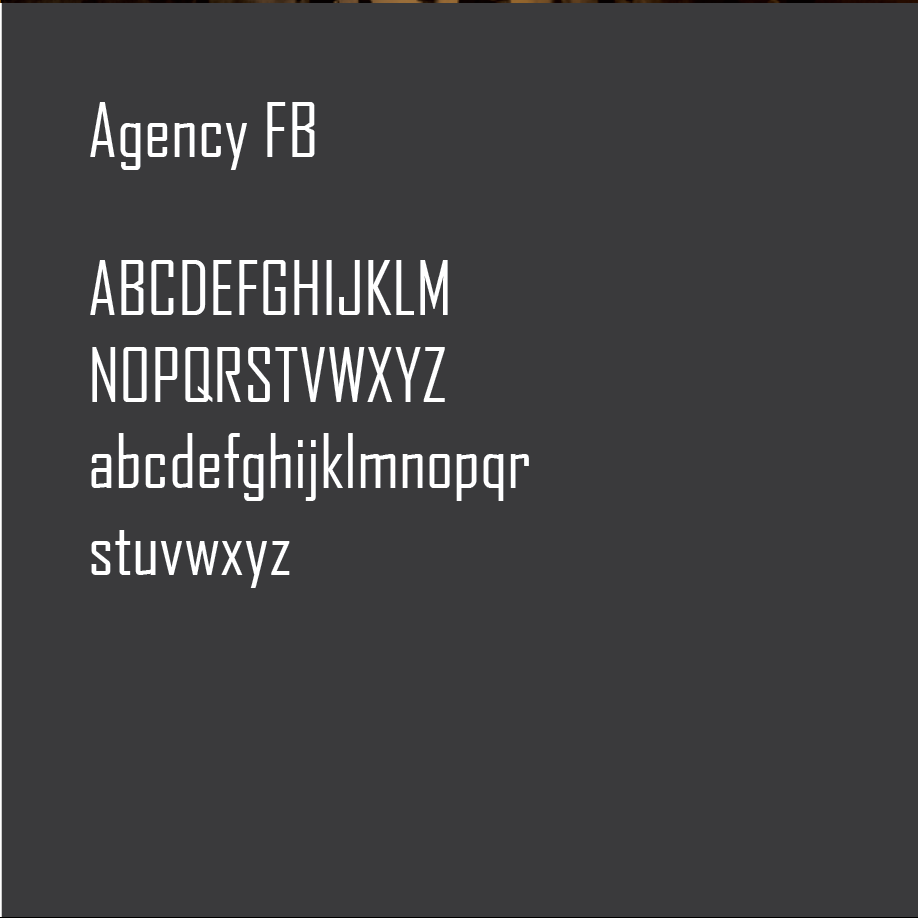 Agency FB
ABCDEFGHIJKLM
NOPQRSTVWXYZ
abcdefghijklmnopqr
stuvwxyz